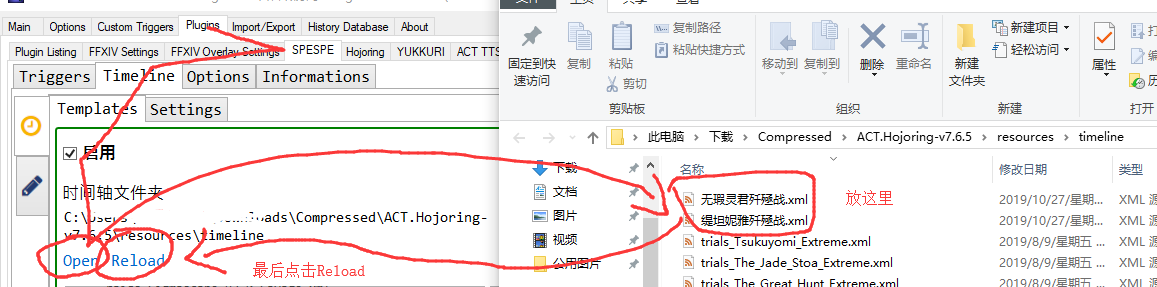 Main Options Custom Triggers Plugins Import/Export History Database About
Plugin Listing FFXIV Settings FFXIV Overlay Settings SPESPE Hojoring YUKKURI ACT TTS
Triggers Timeline Options Informations
Templates Settings
启用
时间轴文件夹
C:\Users\ Downloads\Compressed\ACT.Hojoring-
v7.6.5\resources\timeline
Open Reload
最后点击Reload
固定到快
速访问
复制
粘贴
复制路径
粘贴快捷方式
剪切
剪贴板
移动到 复制到 删除 重命名
组织
新建
文件夹
新建项目
轻松访问
新建
属性
打开
此电脑 下载 Compressed ACT.Hojoring-v7.6.5 resources timeline
名称 修改日期 类型
下载
文档
图片
视频
公用图片
无瑕灵君歼殛战.xml 2019/10/27/星期... XML 源
缇坦妮雅歼殛战.xml 2019/10/27/星期... XML 源
trials_Tsukuyomi_Extreme.xml 2019/8/9/星期五 ... XML 源
trials_The_Jade_Stoa_Extreme.xml 2019/8/9/星期五 ... XML 源
trials_The_Great_Hunt_Extreme.xml 2019/8/9/星期五 ... XML 源
放这里